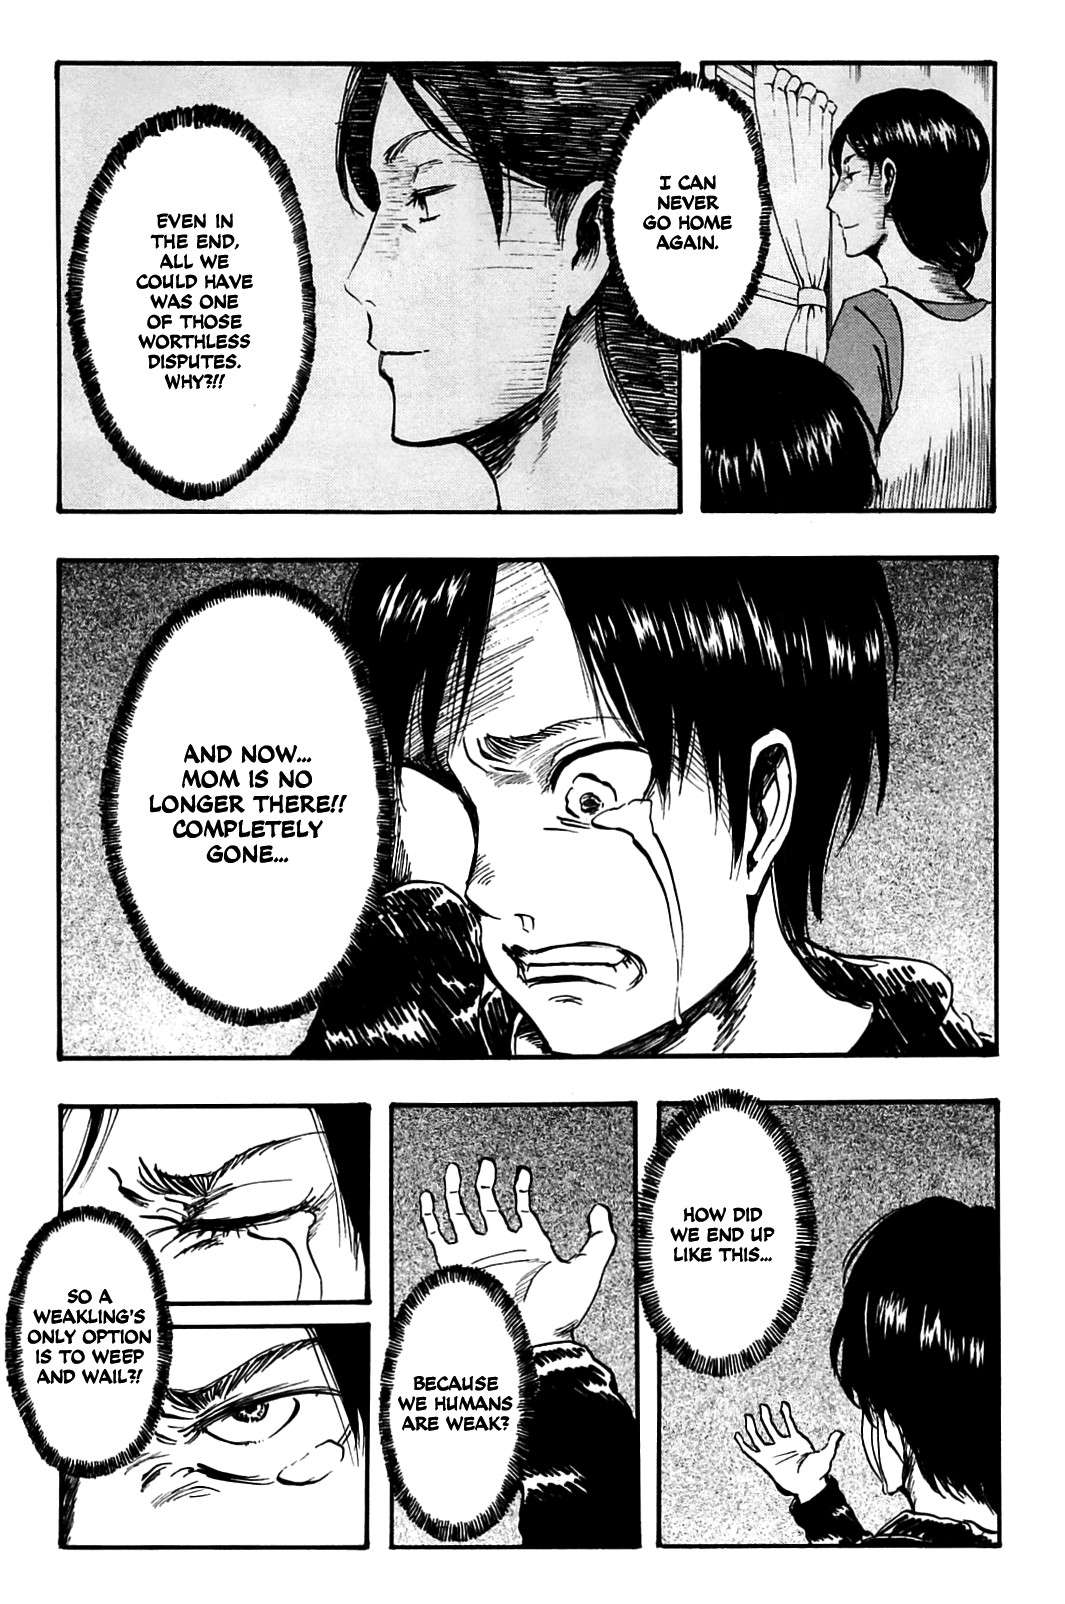 I CAN
NEVER
GO HOME
AGAIN.
EVEN IN
THE END,
ALL WE
COULD HAVE
WAS ONE
OF THOSE
WORTHLESS
DISPUTES.
WHY?!!
AND NOW...
MOM IS NO
LONGER THERE!!
COMPLETELY
GONE...
HOW DID
WE END UP
LIKE THIS...
BECAUSE
WE HUMANS
ARE WEAK?
SO A
WEAKLING'S
ONLY OPTION
IS TO WEEP
AND WAIL?!